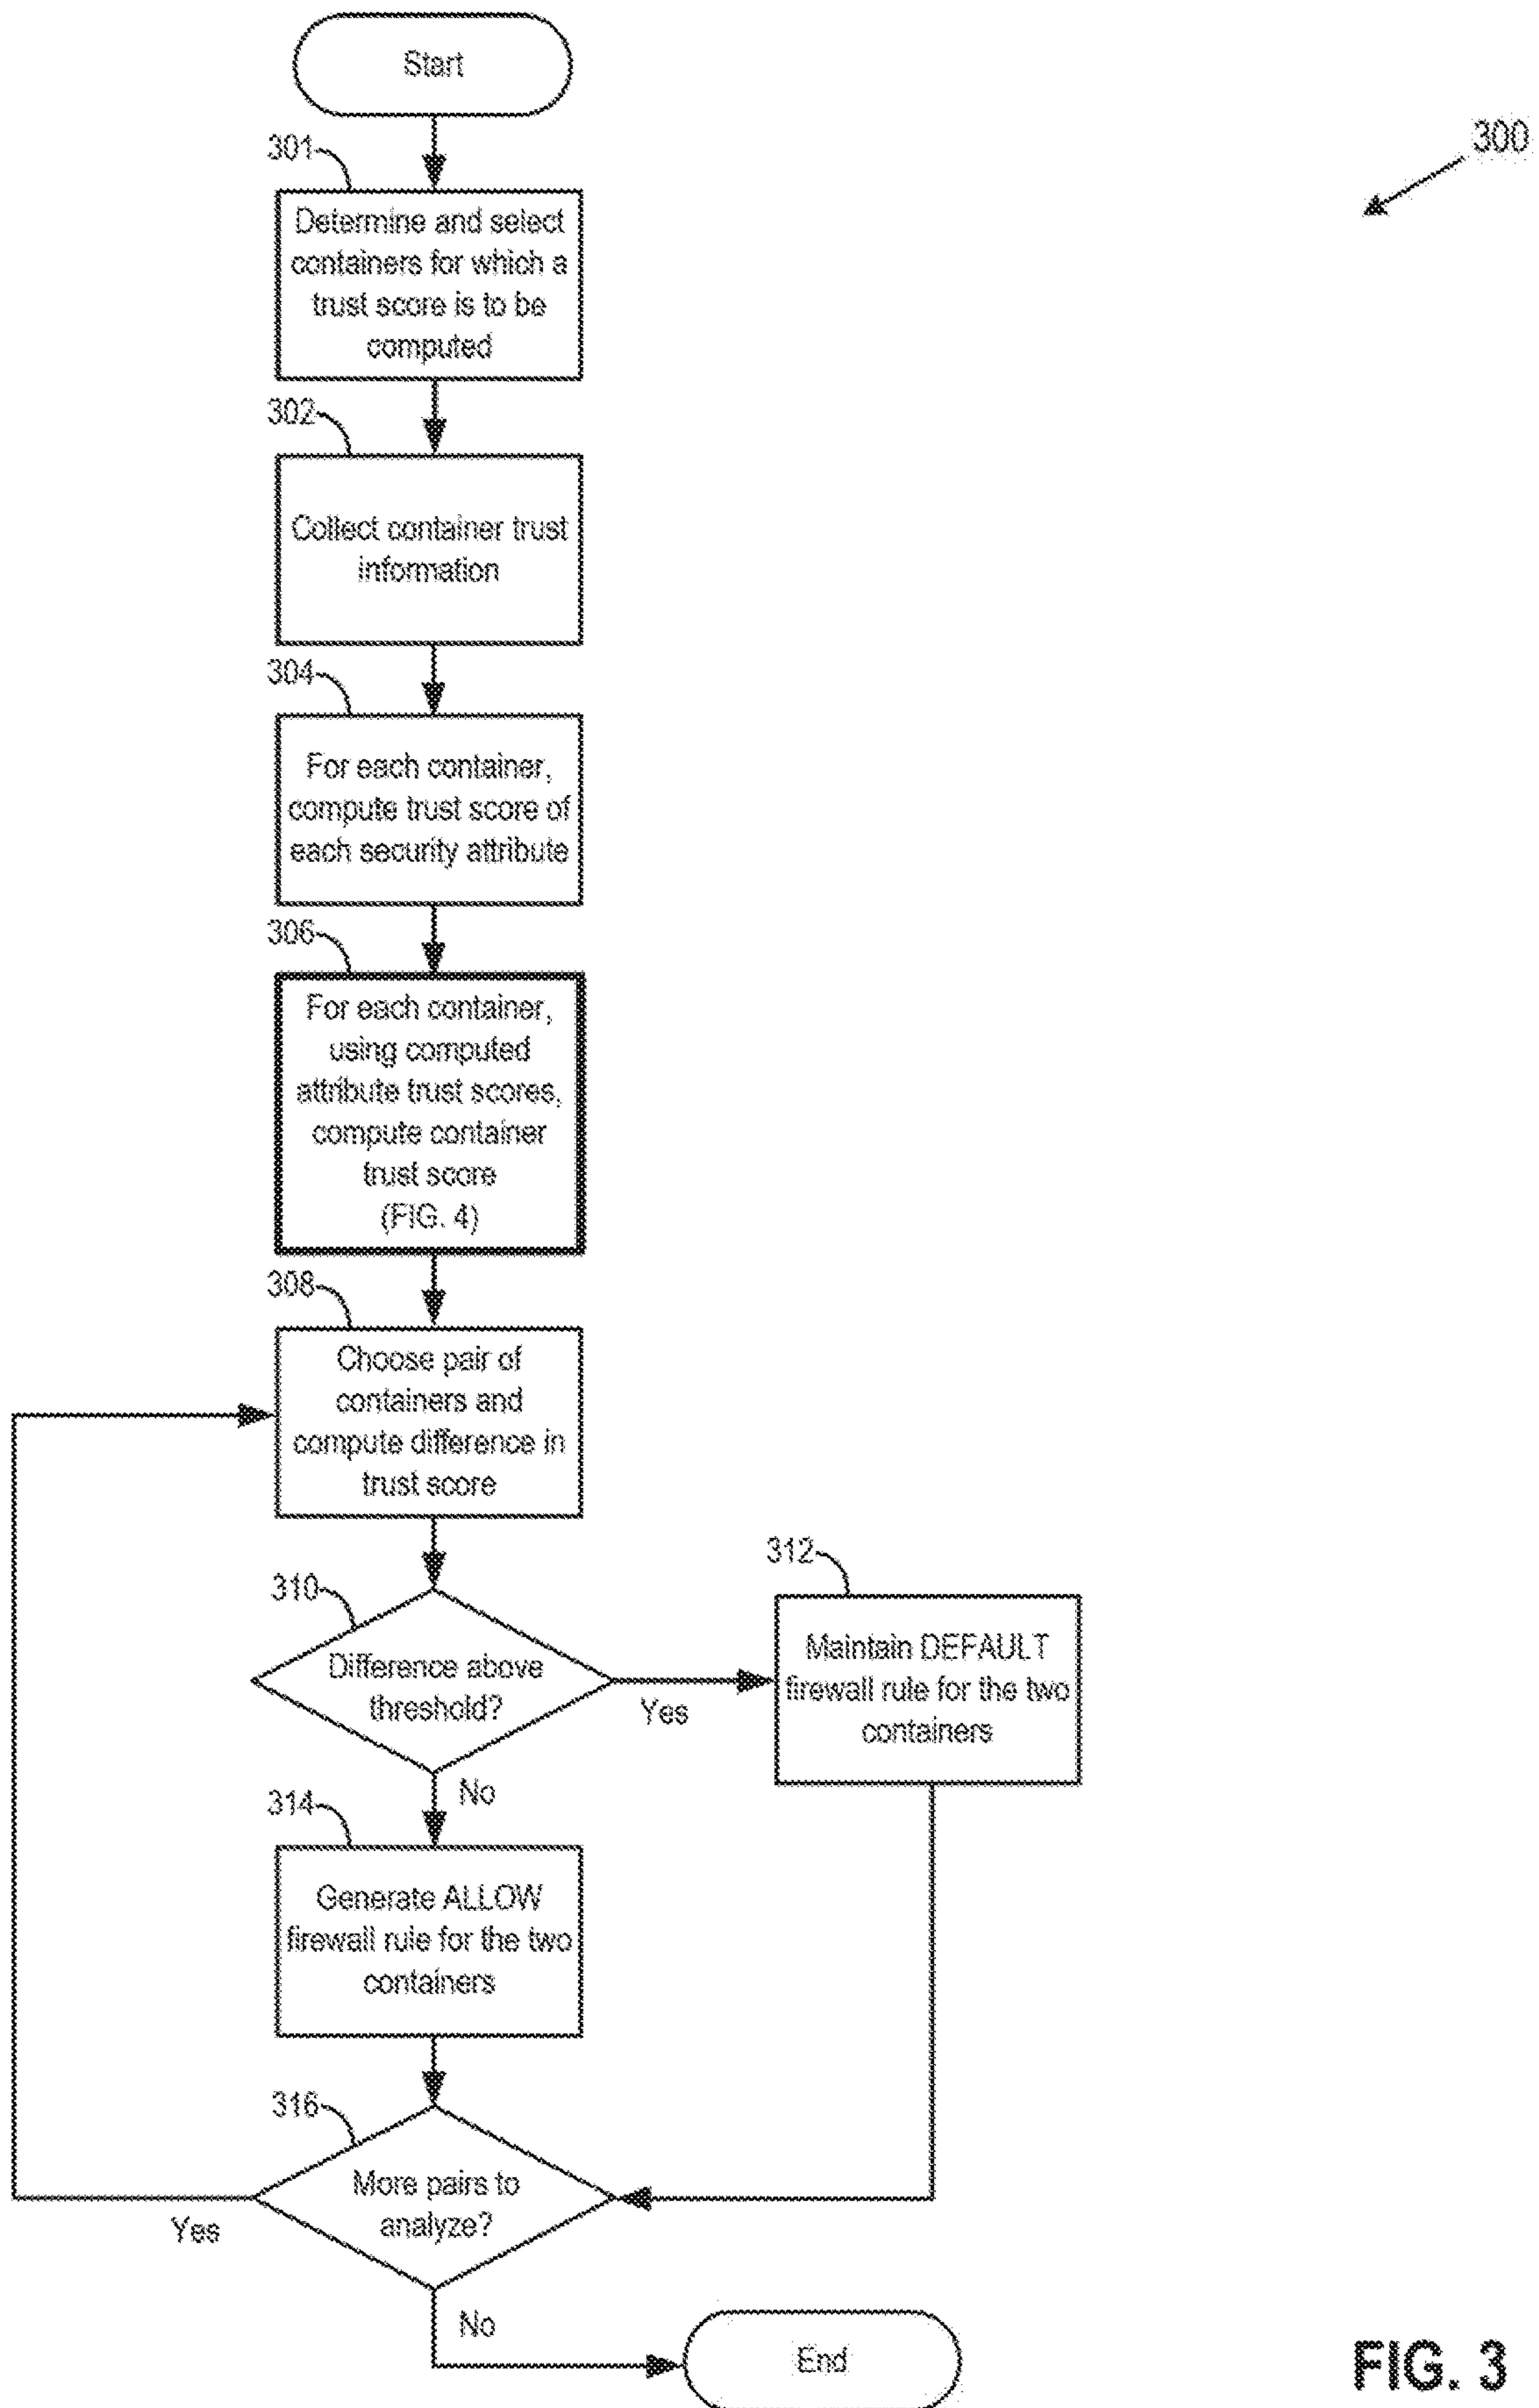 Start
300
301
Determine and select
containers for which a
trust score is to be
computed
302
Collect container trust
information
304
For each container,
compute trust score of
each security attribute
306
For each container,
using computed
attribute trust scores,
compute container
trust score
(FIG. 4)
308
Choose pair of
containers and
compute difference in
trust score
310
Difference above
threshold?
Yes
312
Maintain DEFAULT
firewall rule for the two
containers
No
314
Generate ALLOW
firewall rule for the two
containers
316
More pairs to
analyze?
Yes
No
End
FIG. 3